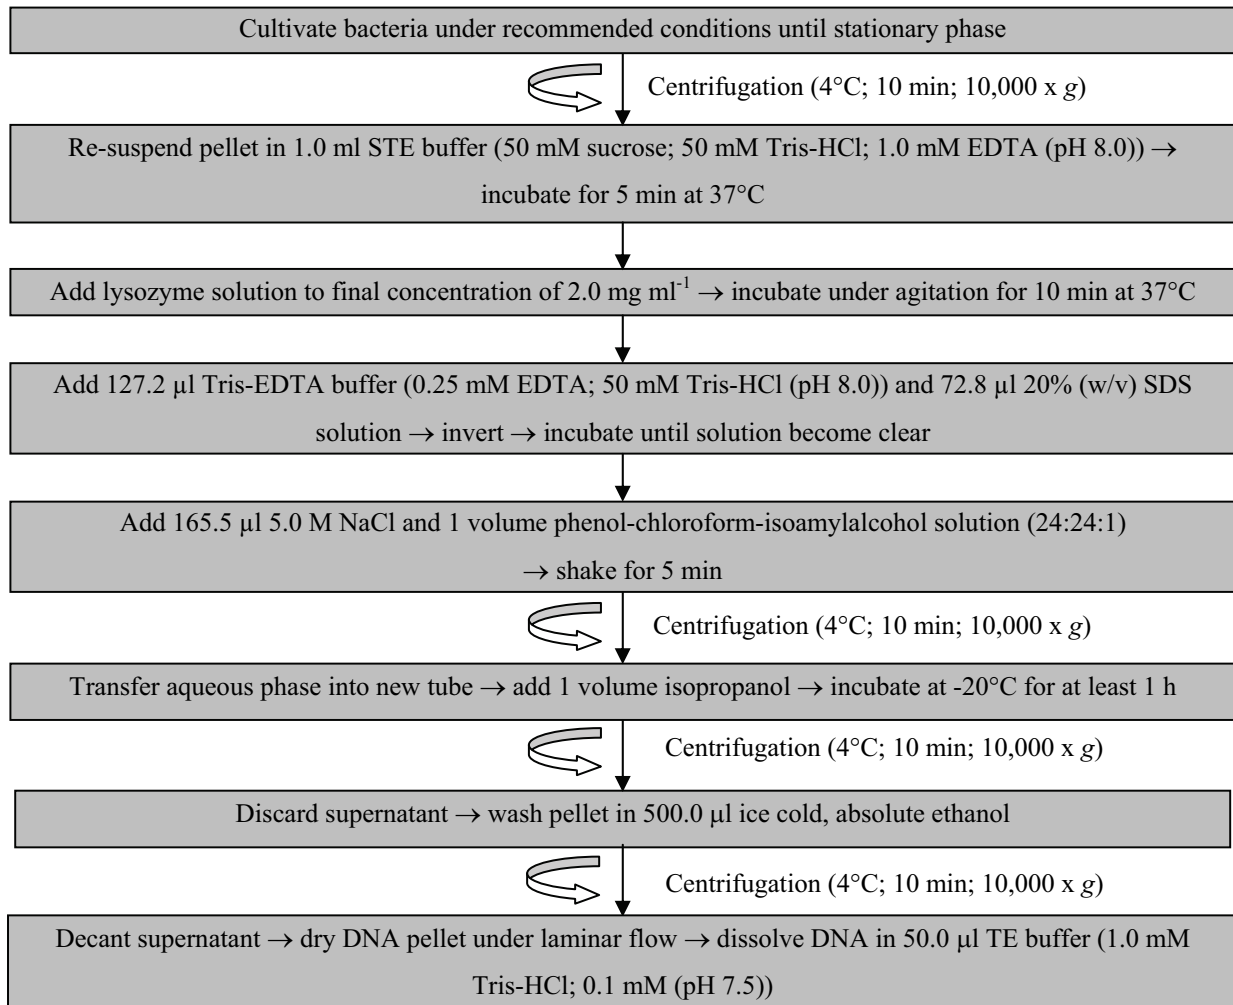 Cultivate bacteria under recommended conditions until stationary phase
Centrifugation (4°C; 10 min; 10,000 x g)
Re-suspend pellet in 1.0 ml STE buffer (50 mM sucrose; 50 mM Tris-HCl; 1.0 mM EDTA (pH 8.0)) →
incubate for 5 min at 37°C
Add lysozyme solution to final concentration of 2.0 mg ml⁻¹ → incubate under agitation for 10 min at 37°C
Add 127.2 µl Tris-EDTA buffer (0.25 mM EDTA; 50 mM Tris-HCl (pH 8.0)) and 72.8 µl 20% (w/v) SDS
solution → invert → incubate until solution become clear
Add 165.5 µl 5.0 M NaCl and 1 volume phenol-chloroform-isoamylalcohol solution (24:24:1)
→ shake for 5 min
Centrifugation (4°C; 10 min; 10,000 x g)
Transfer aqueous phase into new tube → add 1 volume isopropanol → incubate at -20°C for at least 1 h
Centrifugation (4°C; 10 min; 10,000 x g)
Discard supernatant → wash pellet in 500.0 µl ice cold, absolute ethanol
Centrifugation (4°C; 10 min; 10,000 x g)
Decant supernatant → dry DNA pellet under laminar flow → dissolve DNA in 50.0 µl TE buffer (1.0 mM
Tris-HCl; 0.1 mM (pH 7.5))